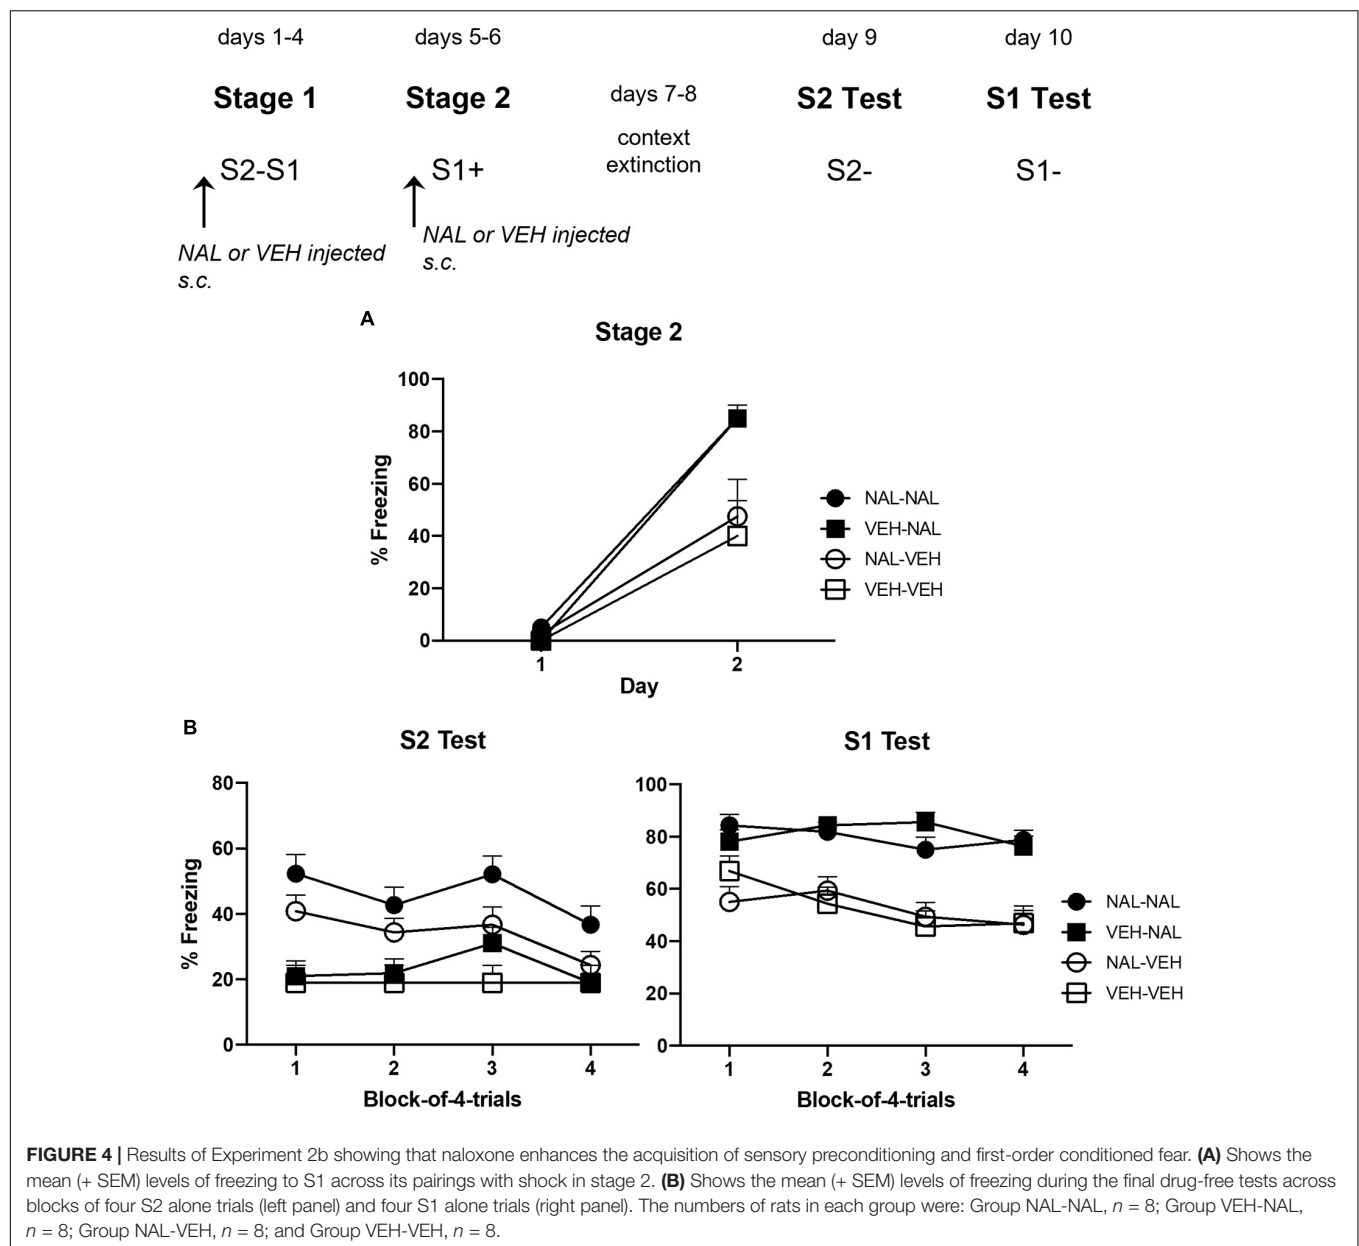 days 1-4 days 5-6 day 9 day 10
Stage 1 Stage 2 days 7-8 S2 Test S1 Test
context
extinction
S2-S1 S1+ S2- S1-
NAL or VEH injected
s.c.
NAL or VEH injected
s.c.
A
Stage 2
100
80
60
40
20
0
% Freezing
1 2
Day
NAL-NAL
VEH-NAL
NAL-VEH
VEH-VEH
B
S2 Test
80
60
40
20
0
% Freezing
1 2 3 4
Block-of-4-trials
S1 Test
100
80
60
40
20
0
1 2 3 4
Block-of-4-trials
NAL-NAL
VEH-NAL
NAL-VEH
VEH-VEH
FIGURE 4 | Results of Experiment 2b showing that naloxone enhances the acquisition of sensory preconditioning and first-order conditioned fear. (A) Shows the
mean (+ SEM) levels of freezing to S1 across its pairings with shock in stage 2. (B) Shows the mean (+ SEM) levels of freezing during the final drug-free tests across
blocks of four S2 alone trials (left panel) and four S1 alone trials (right panel). The numbers of rats in each group were: Group NAL-NAL, n = 8; Group VEH-NAL,
n = 8; Group NAL-VEH, n = 8; and Group VEH-VEH, n = 8.